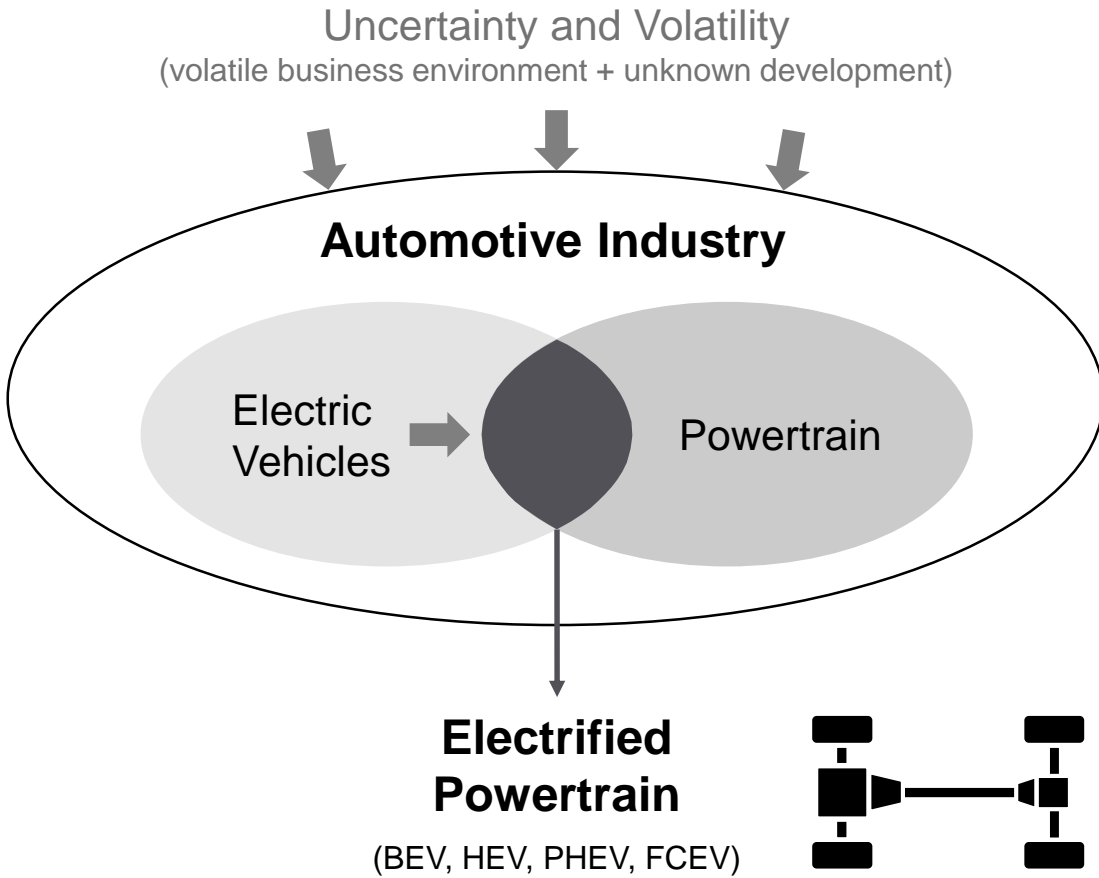 Uncertainty and Volatility
(volatile business environment + unknown development)
Automotive Industry
Electric
Vehicles
Powertrain
Electrified
Powertrain
(BEV, HEV, PHEV, FCEV)